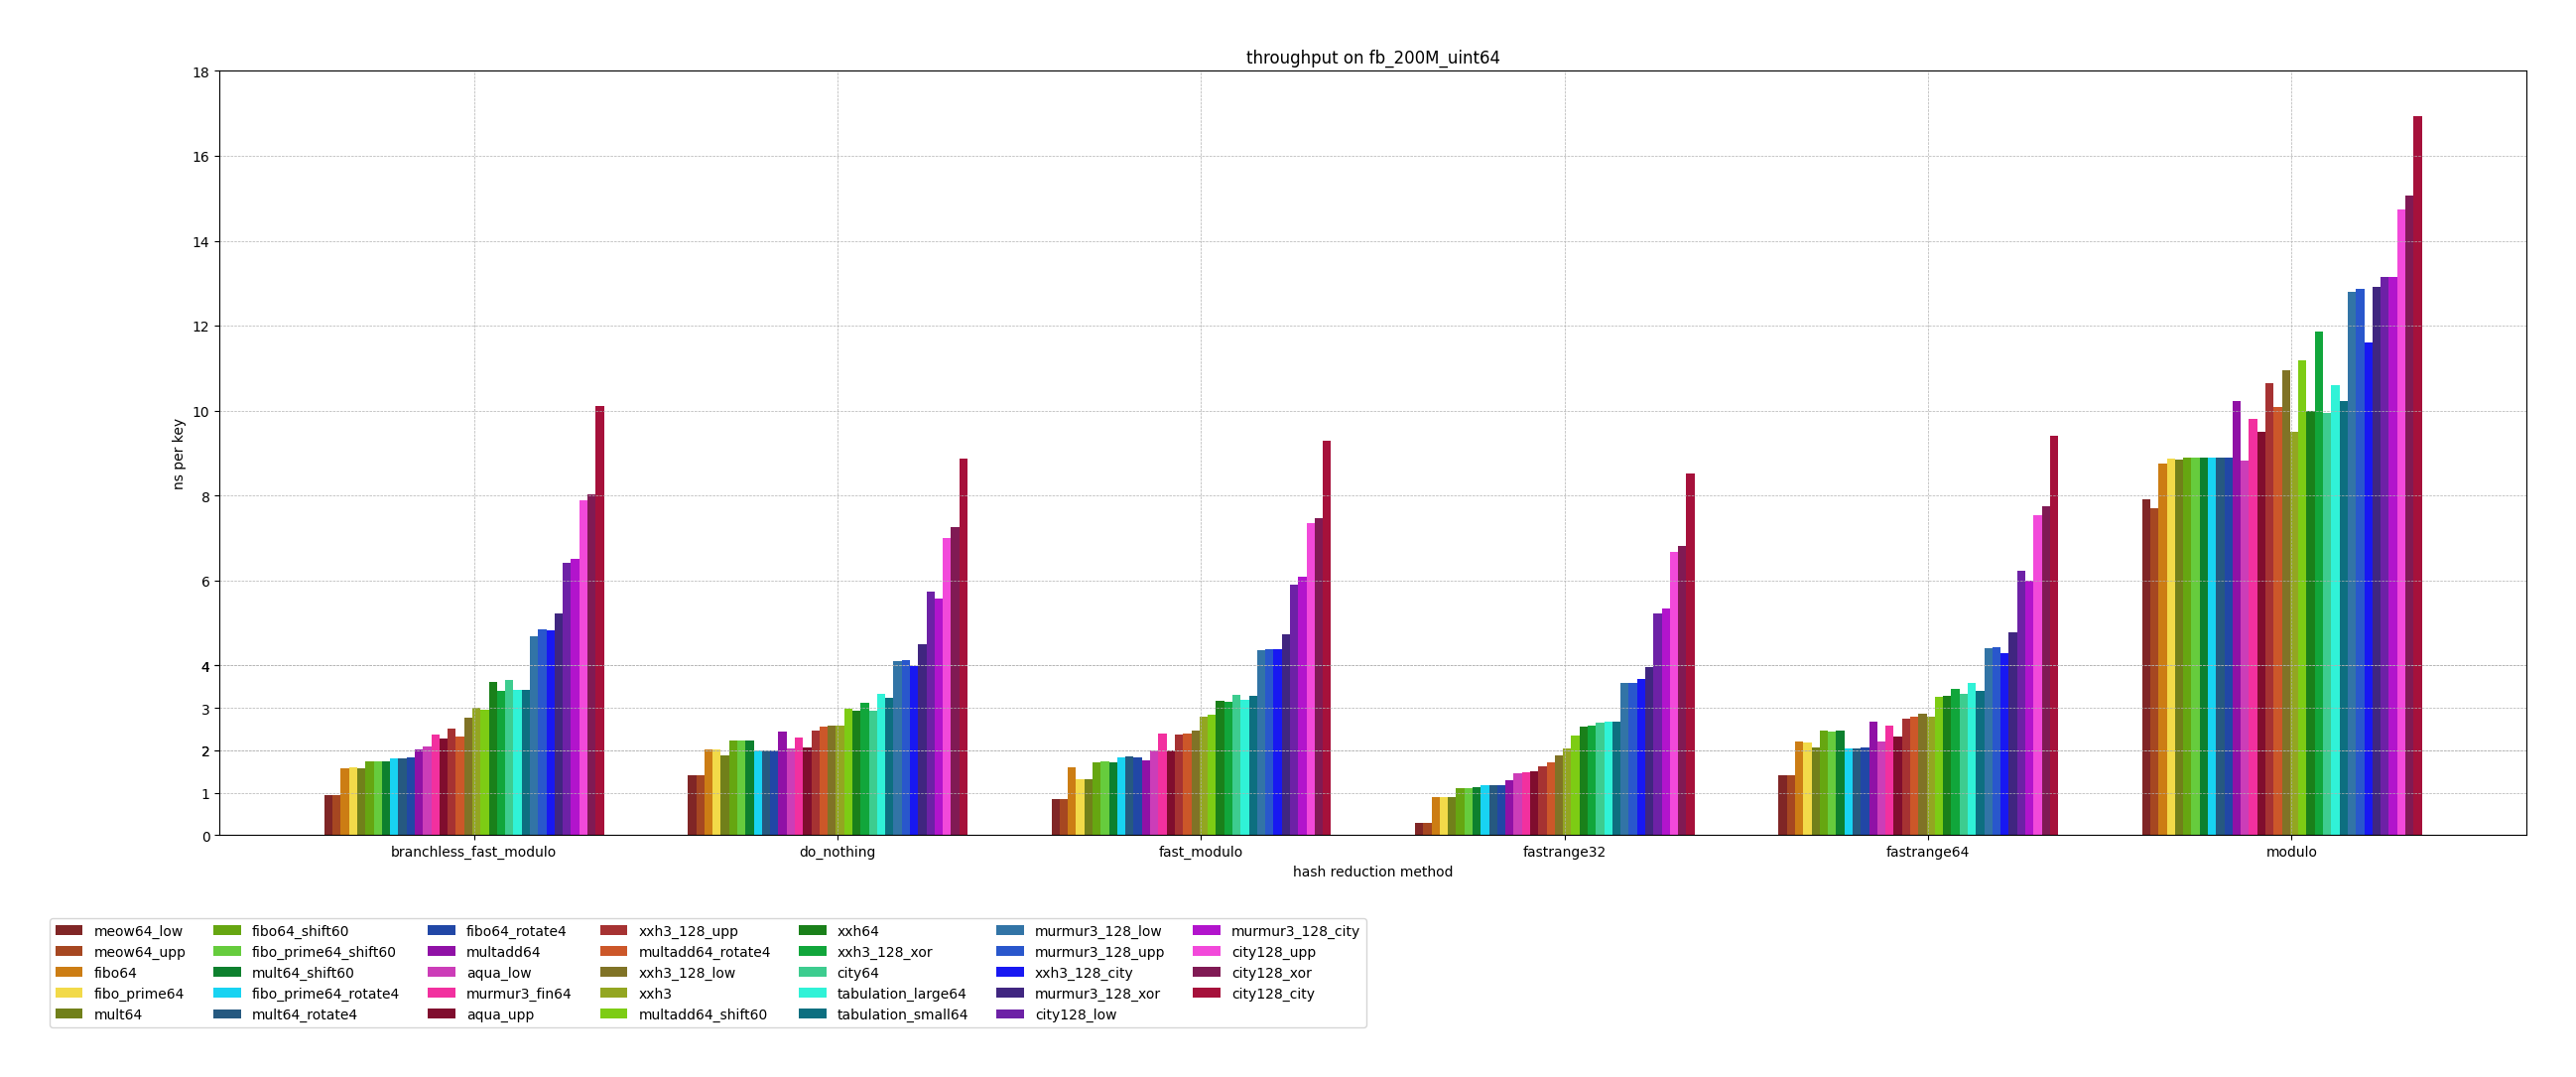 throughput on fb_200M_uint64
18
16
14
12
10
8
6
4
3
2
1
0
ns per key
branchless_fast_modulo do_nothing fast_modulo fastrange32 fastrange64 modulo
hash reduction method
meow64_low fibo64_shift60 fibo64_rotate4 xxh3_128_upp xxh64 murmur3_128_low murmur3_128_city
meow64_upp fibo_prime64_shift60 multadd64 multadd64_rotate4 xxh3_128_xor murmur3_128_upp city128_upp
fibo64 mult64_shift60 aqua_low xxh3_128_low city64 xxh3_128_city city128_xor
fibo_prime64 fibo_prime64_rotate4 murmur3_fin64 xxh3 tabulation_large64 murmur3_128_xor city128_city
mult64 mult64_rotate4 aqua_upp multadd64_shift60 tabulation_small64 city128_low